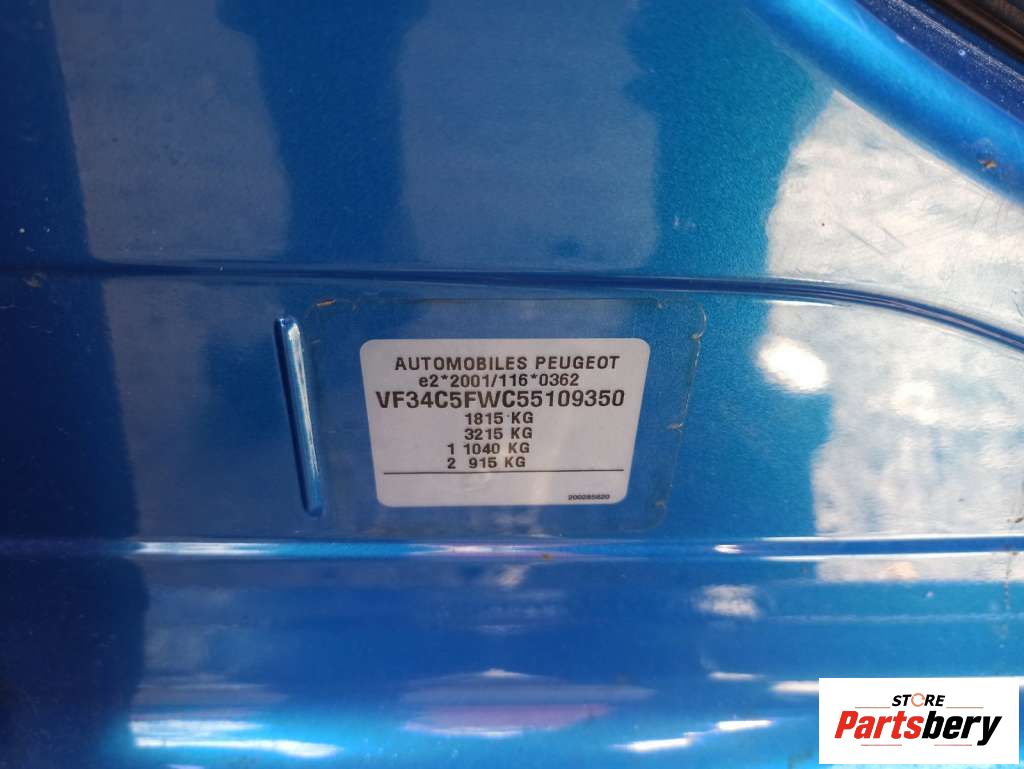 AUTOMOBILES PEUGEOT
e2*2001/116*0362
VF34C5FWC55109350
1815 KG
3215 KG
1 1040 KG
2 915 KG
200285820
STORE
Partsbery